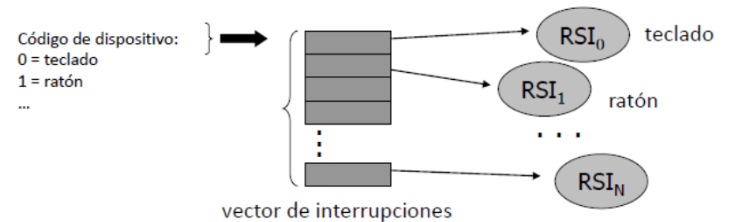 Código de dispositivo:
0 = teclado
1 = ratón
...
RSI0 teclado
RSI1 ratón
. . .
RSIN
vector de interrupciones